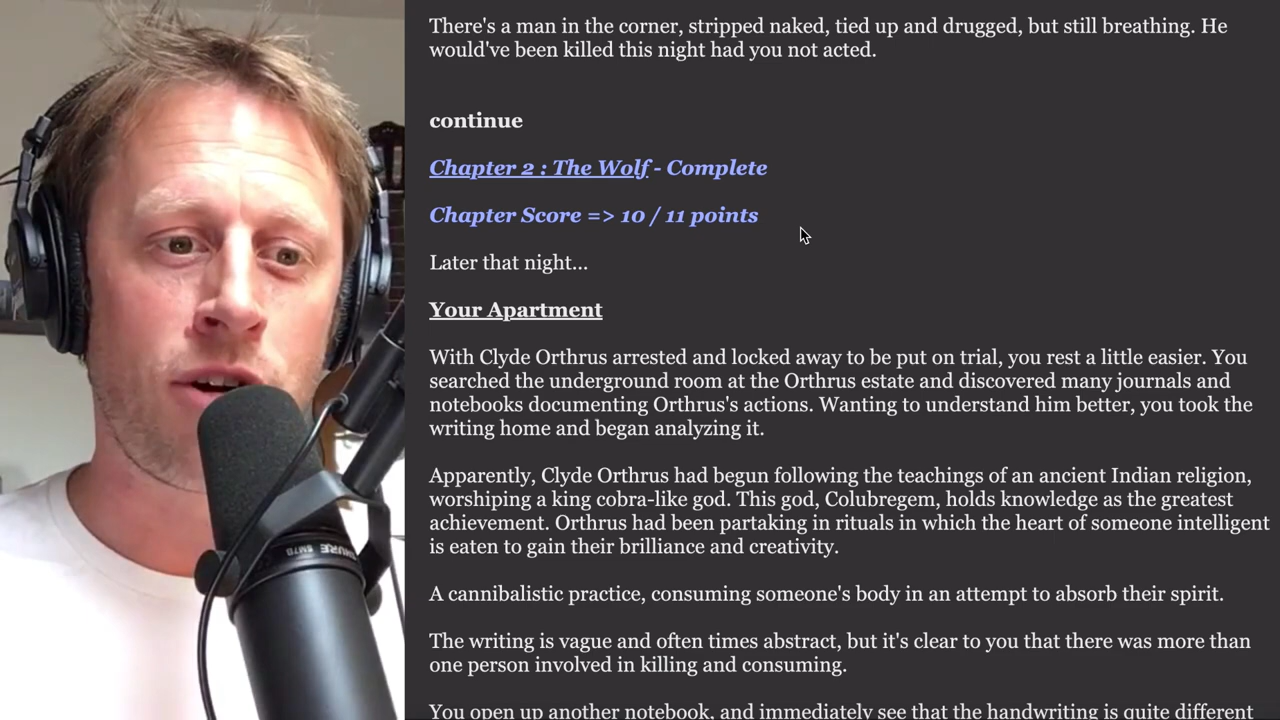 There's a man in the corner, stripped naked, tied up and drugged, but still breathing. He
would've been killed this night had you not acted.
continue
Chapter 2 : The Wolf - Complete
Chapter Score => 10 / 11 points
Later that night...
Your Apartment
With Clyde Orthrus arrested and locked away to be put on trial, you rest a little easier. You
searched the underground room at the Orthrus estate and discovered many journals and
notebooks documenting Orthrus's actions. Wanting to understand him better, you took the
writing home and began analyzing it.
Apparently, Clyde Orthrus had begun following the teachings of an ancient Indian religion,
worshiping a king cobra-like god. This god, Colubregem, holds knowledge as the greatest
achievement. Orthrus had been partaking in rituals in which the heart of someone intelligent
is eaten to gain their brilliance and creativity.
A cannibalistic practice, consuming someone's body in an attempt to absorb their spirit.
The writing is vague and often times abstract, but it's clear to you that there was more than
one person involved in killing and consuming.
You open up another notebook, and immediately see that the handwriting is quite different
SHURE SM7B